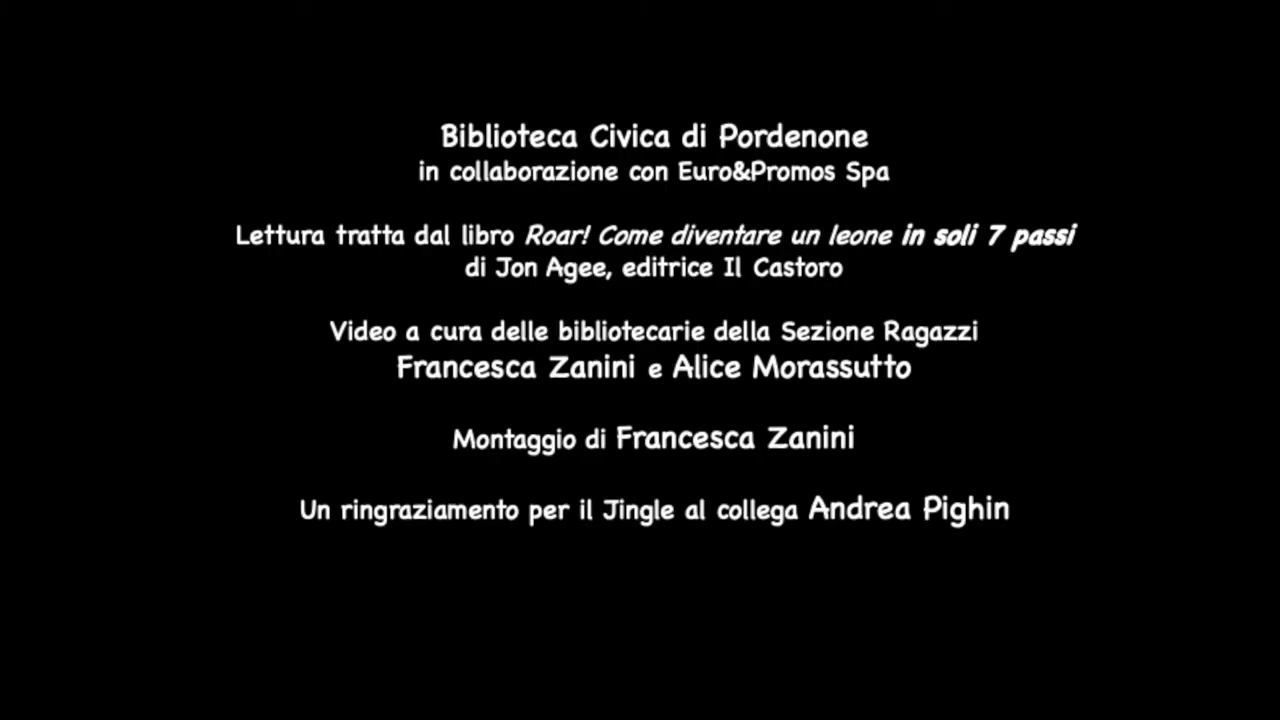 Biblioteca Civica di Pordenone
in collaborazione con Euro&Promos Spa
Lettura tratta dal libro Roar! Come diventare un leone in soli 7 passi
di Jon Agee, editrice Il Castoro
Video a cura delle bibliotecarie della Sezione Ragazzi
Francesca Zanini e Alice Morassutto
Montaggio di Francesca Zanini
Un ringraziamento per il Jingle al collega Andrea Pighin